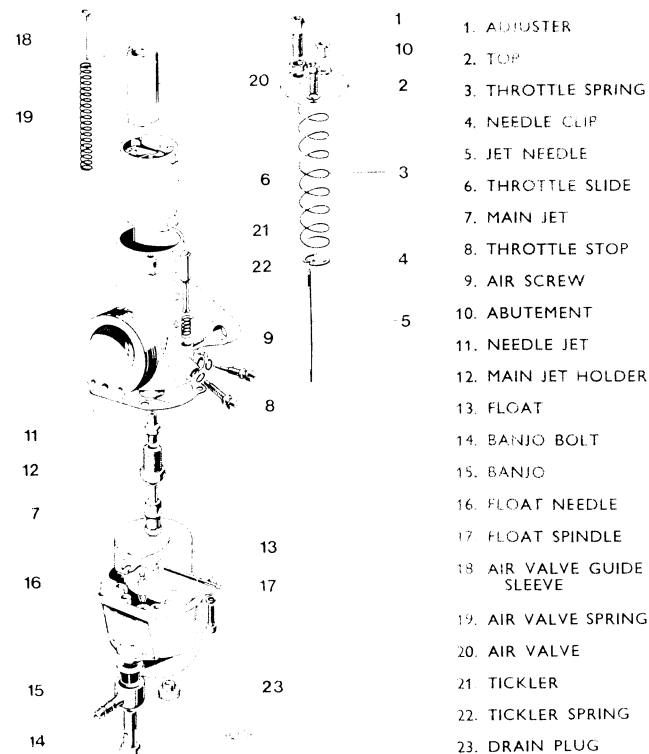 18
19
6
21
22
9
8
11
12
7
13
16
17
15
23
14
1
10
20
2
3
4
5
1. ADJUSTER
2. TOP
3. THROTTLE SPRING
4. NEEDLE CLIP
5. JET NEEDLE
6. THROTTLE SLIDE
7. MAIN JET
8. THROTTLE STOP
9. AIR SCREW
10. ABUTEMENT
11. NEEDLE JET
12. MAIN JET HOLDER
13. FLOAT
14. BANJO BOLT
15. BANJO
16. FLOAT NEEDLE
17. FLOAT SPINDLE
18. AIR VALVE GUIDE
SLEEVE
19. AIR VALVE SPRING
20. AIR VALVE
21. TICKLER
22. TICKLER SPRING
23. DRAIN PLUG